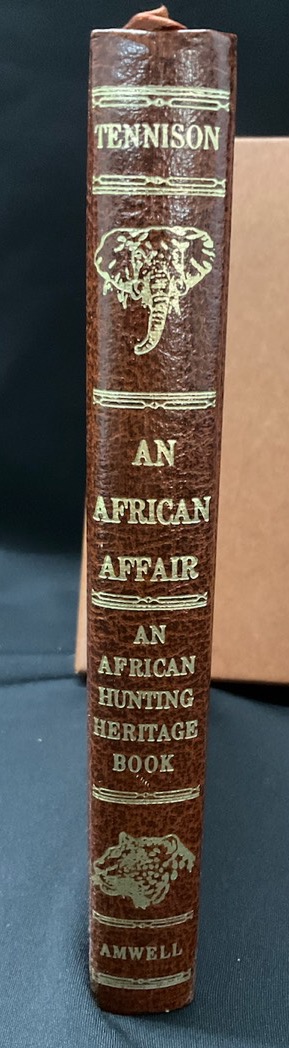 TENNISON
AN
AFRICAN
AFFAIR
AN
AFRICAN
HUNTING
HERITAGE
BOOK
AMWELL